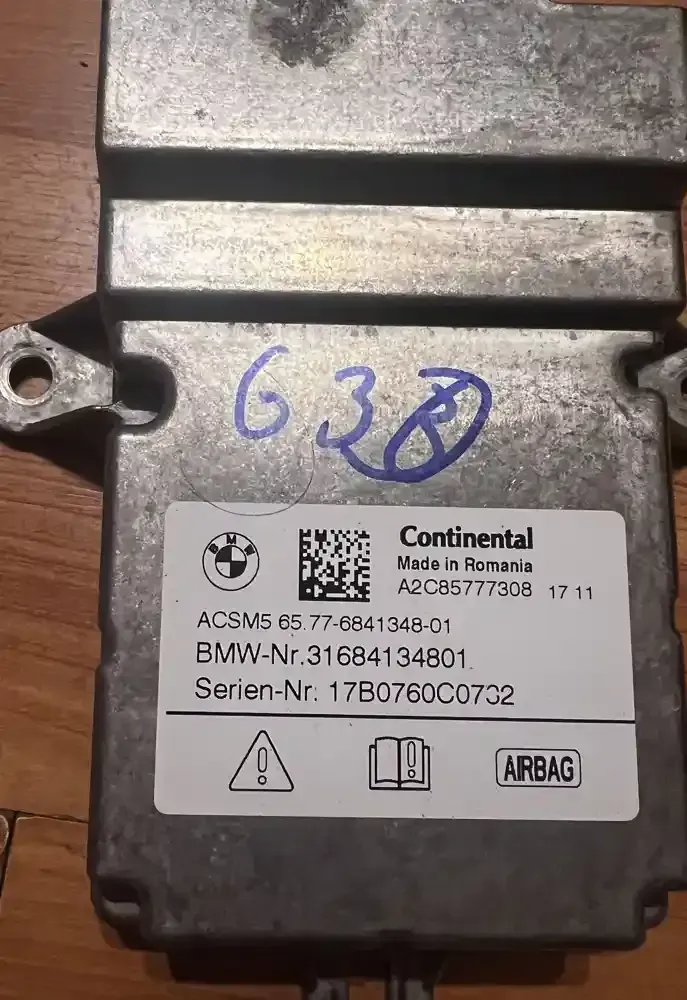 G38
BMW
Continental
Made in Romania
A2C85777308 17 11
ACSM5 65.77-6841348-01
BMW-Nr.31684134801
Serien-Nr: 17B0760C0732
AIRBAG